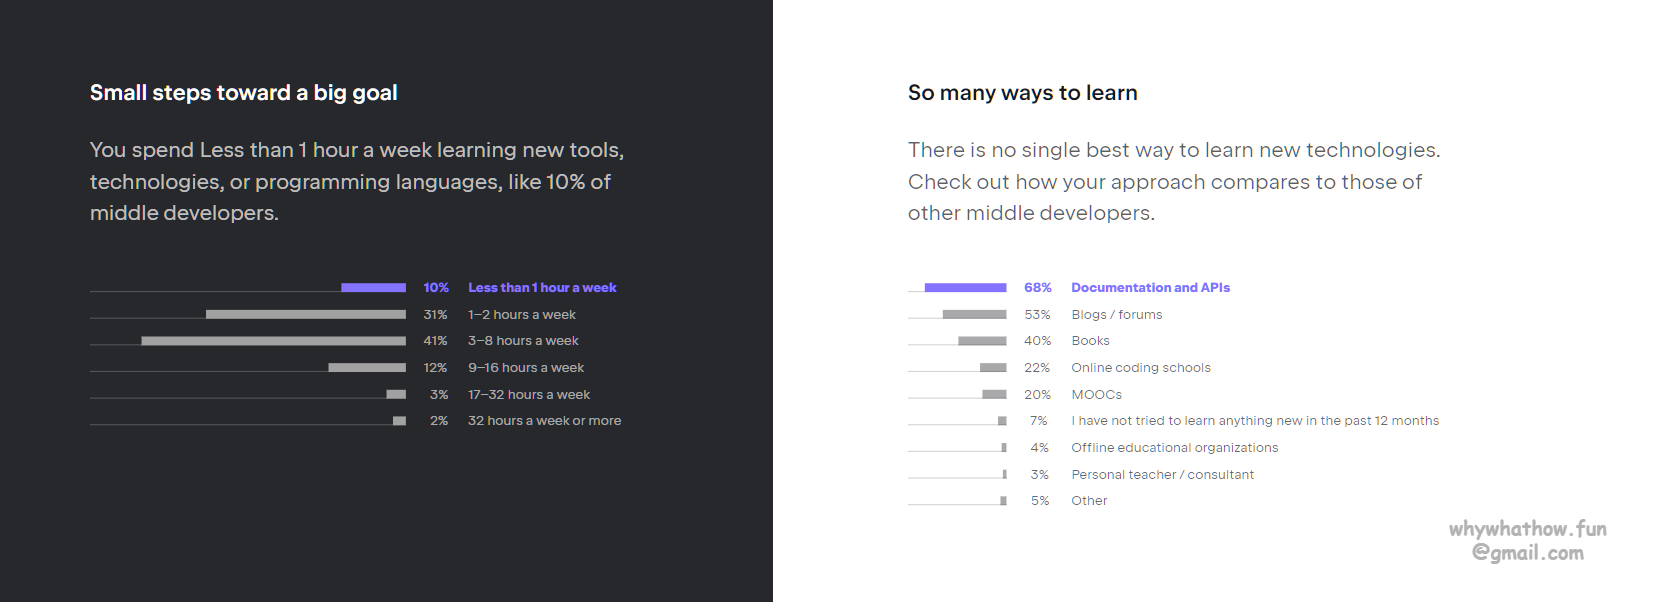 Small steps toward a big goal
You spend Less than 1 hour a week learning new tools,
technologies, or programming languages, like 10% of
middle developers.
10% Less than 1 hour a week
31% 1–2 hours a week
41% 3–8 hours a week
12% 9–16 hours a week
3% 17–32 hours a week
2% 32 hours a week or more
So many ways to learn
There is no single best way to learn new technologies.
Check out how your approach compares to those of
other middle developers.
68% Documentation and APIs
53% Blogs / forums
40% Books
22% Online coding schools
20% MOOCs
7% I have not tried to learn anything new in the past 12 months
4% Offline educational organizations
3% Personal teacher / consultant
5% Other
whywhathow.fun
@gmail.com